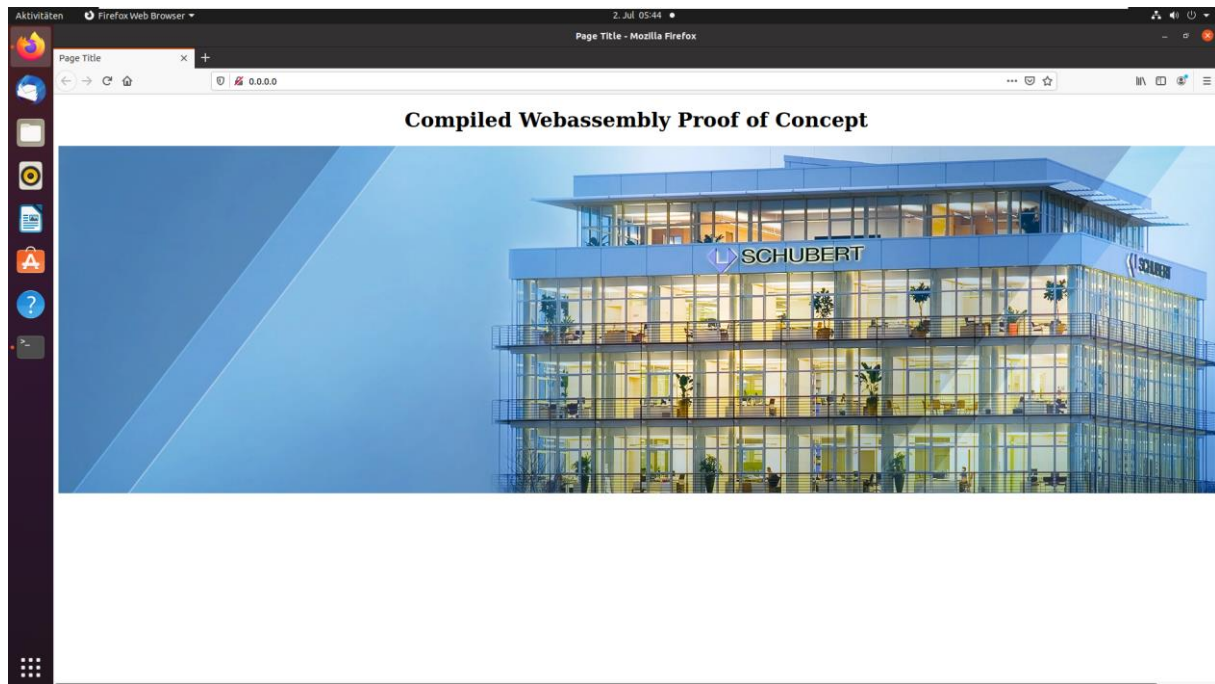 Aktivitäten Firefox Web Browser 2. Jul 05:44
Page Title - Mozilla Firefox
Page Title
0.0.0.0
Compiled Webassembly Proof of Concept
SCHUBERT
SCHUBERT